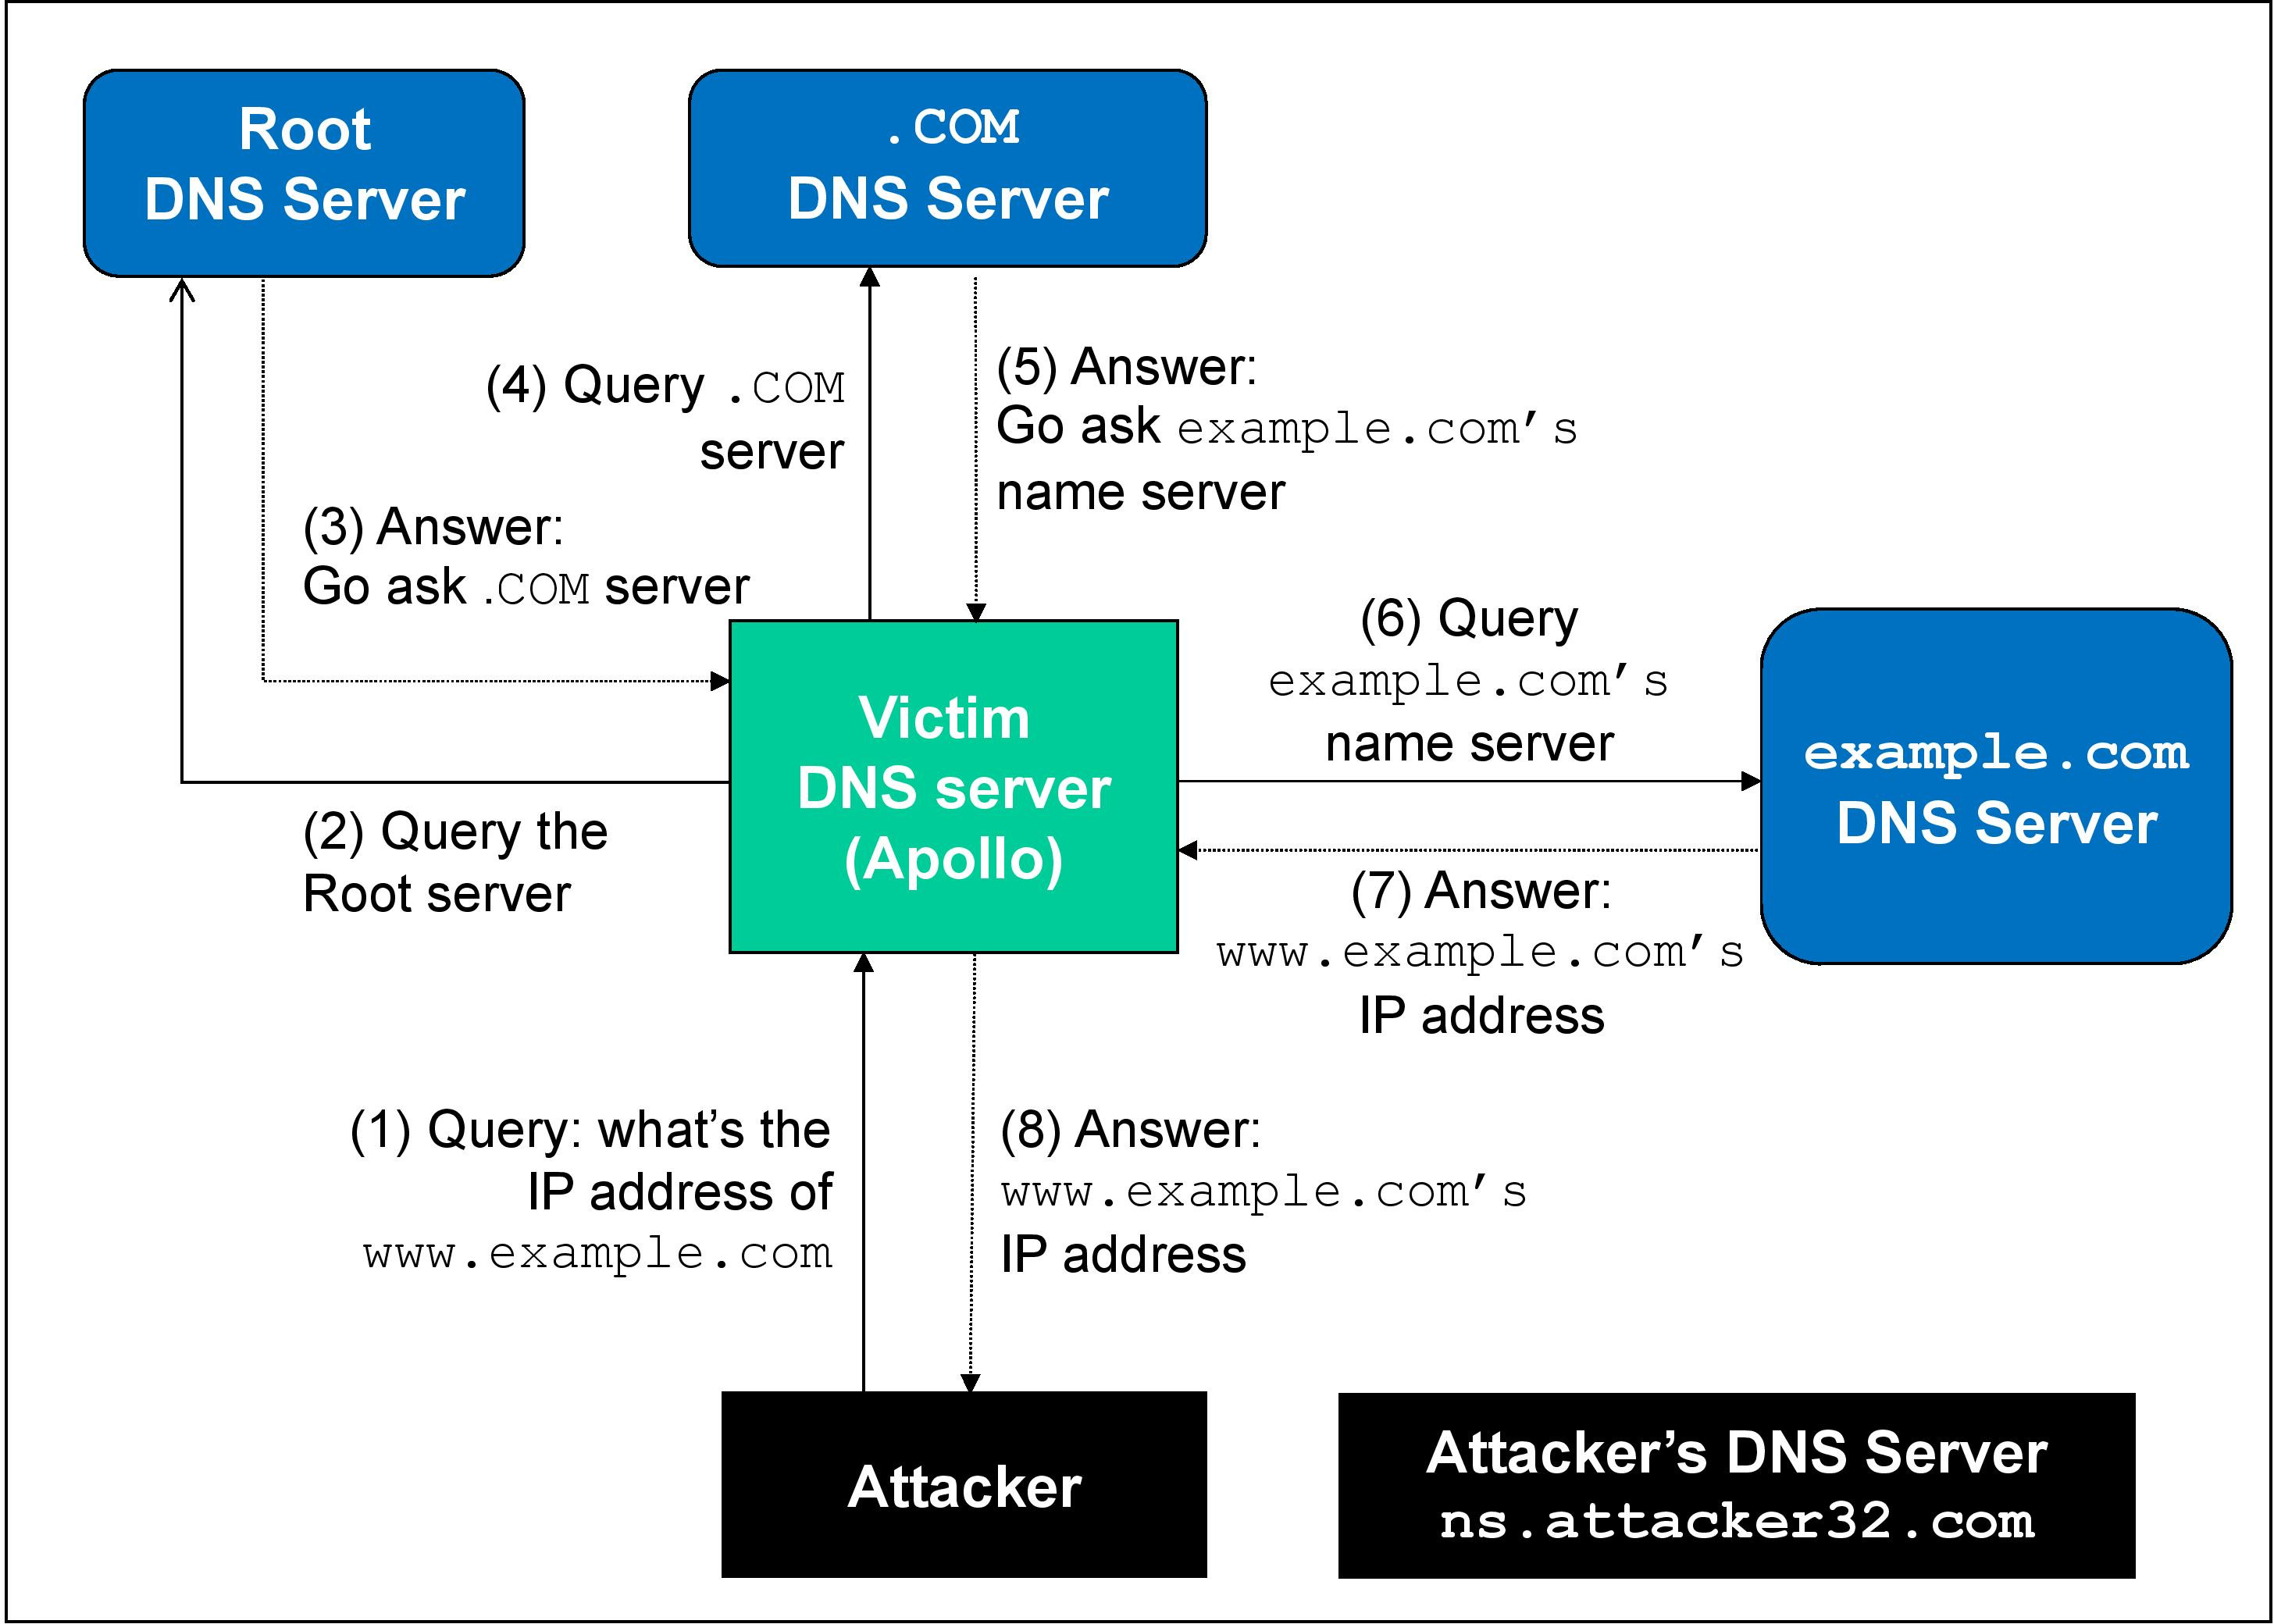 Root
DNS Server
.COM
DNS Server
(4) Query .COM
server
(5) Answer:
Go ask example.com’s
name server
(3) Answer:
Go ask .COM server
(6) Query
example.com’s
name server
Victim
DNS server
(Apollo)
example.com
DNS Server
(2) Query the
Root server
(7) Answer:
www.example.com’s
IP address
(1) Query: what’s the
IP address of
www.example.com
(8) Answer:
www.example.com’s
IP address
Attacker
Attacker’s DNS Server
ns.attacker32.com